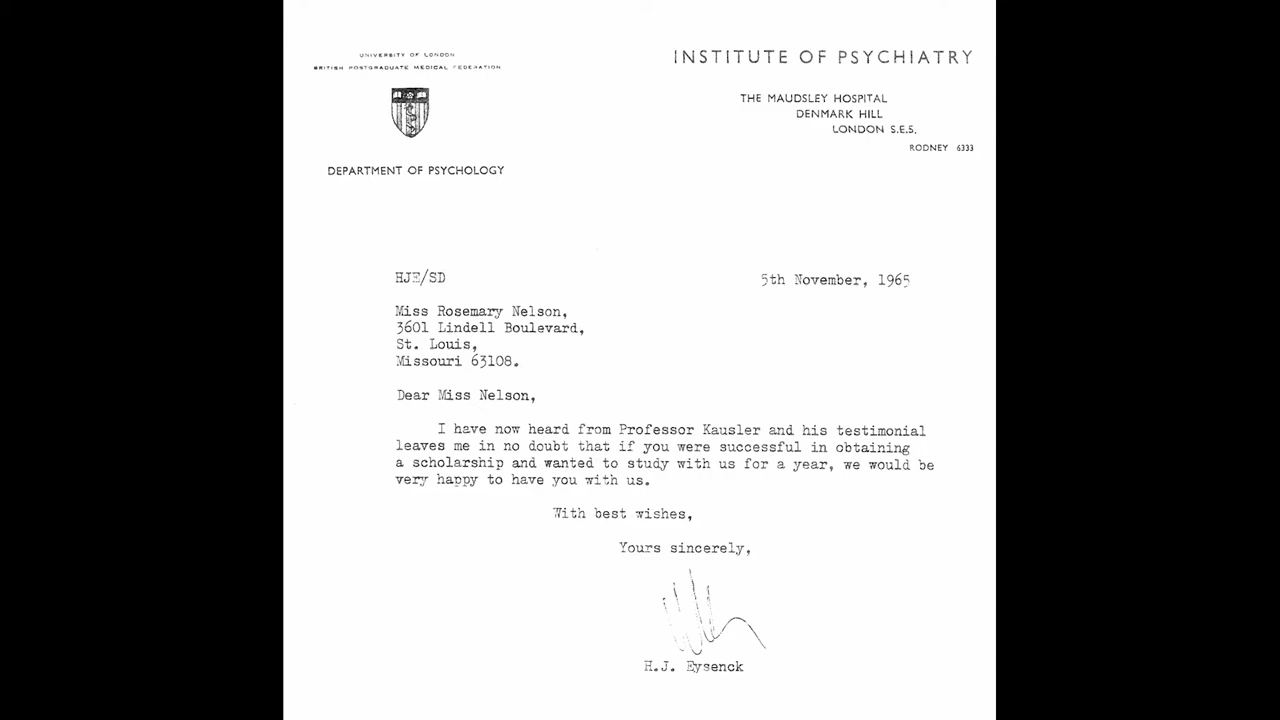 UNIVERSITY OF LONDON
BRITISH POSTGRADUATE MEDICAL FEDERATION
INSTITUTE OF PSYCHIATRY
THE MAUDSLEY HOSPITAL
DENMARK HILL
LONDON S.E.5.
RODNEY 6333
DEPARTMENT OF PSYCHOLOGY
HJE/SD
5th November, 1965
Miss Rosemary Nelson,
3601 Lindell Boulevard,
St. Louis,
Missouri 63108.
Dear Miss Nelson,
I have now heard from Professor Kausler and his testimonial
leaves me in no doubt that if you were successful in obtaining
a scholarship and wanted to study with us for a year, we would be
very happy to have you with us.
With best wishes,
Yours sincerely,
H.J. Eysenck